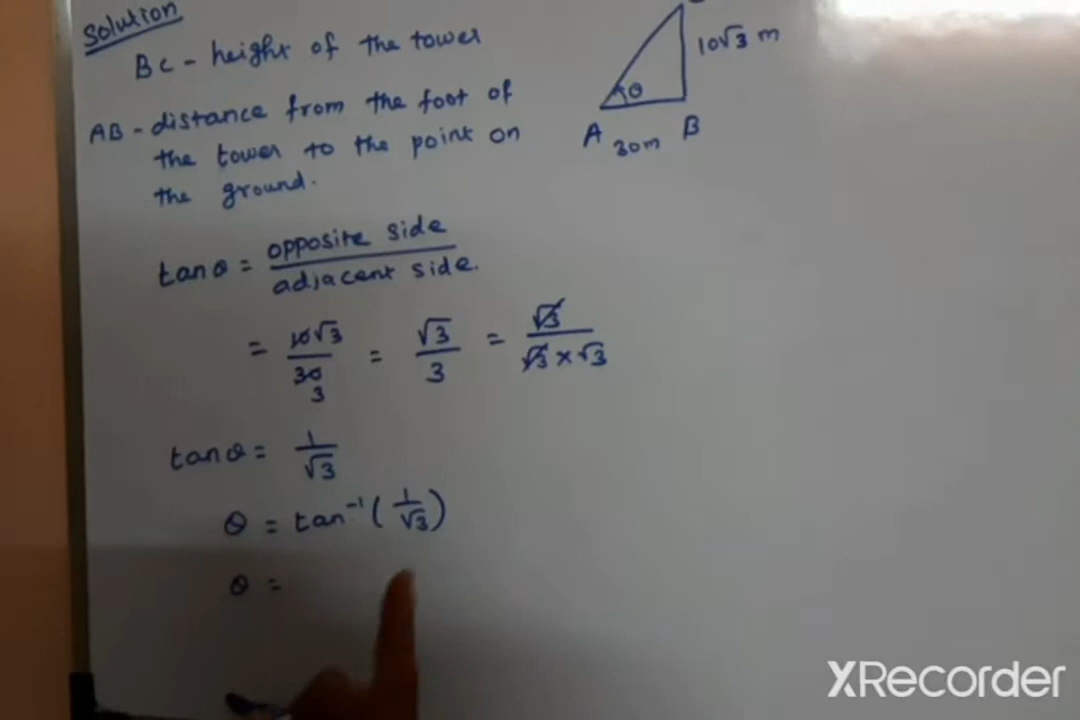 Solution
BC - height of the tower
AB - distance from the foot of
the tower to the point on
the ground.
10√3 m
θ
A 30m B
tanθ = opposite side / adjacent side.
= 10√3 / 30 3 = √3 / 3 = √3 / √3 × √3
tanθ = 1 / √3
θ = tan⁻¹ (1/√3)
θ =
XRecorder